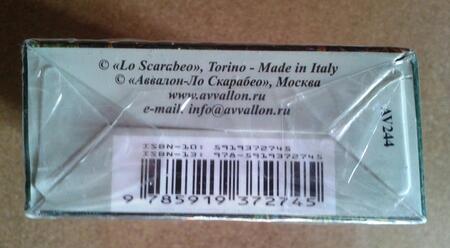 © «Lo Scarabeo», Torino - Made in Italy
© «Аввалон-Ло Скарабео», Москва
www.avvallon.ru
e-mail. info@avvallon.ru
AV244
ISBN-10: 5919372745
ISBN-13: 978-5919372745
9 785919 372745